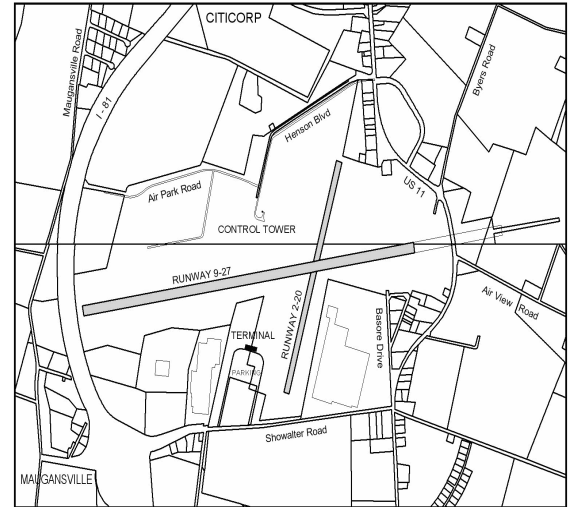 CITICORP
Maugansville Road
I - 81
Byers Road
Henson Blvd
Air Park Road
US 11
CONTROL TOWER
RUNWAY 9-27
Air View Road
RUNWAY 2-20
Basore Drive
TERMINAL
PARKING
Showalter Road
MAUGANSVILLE